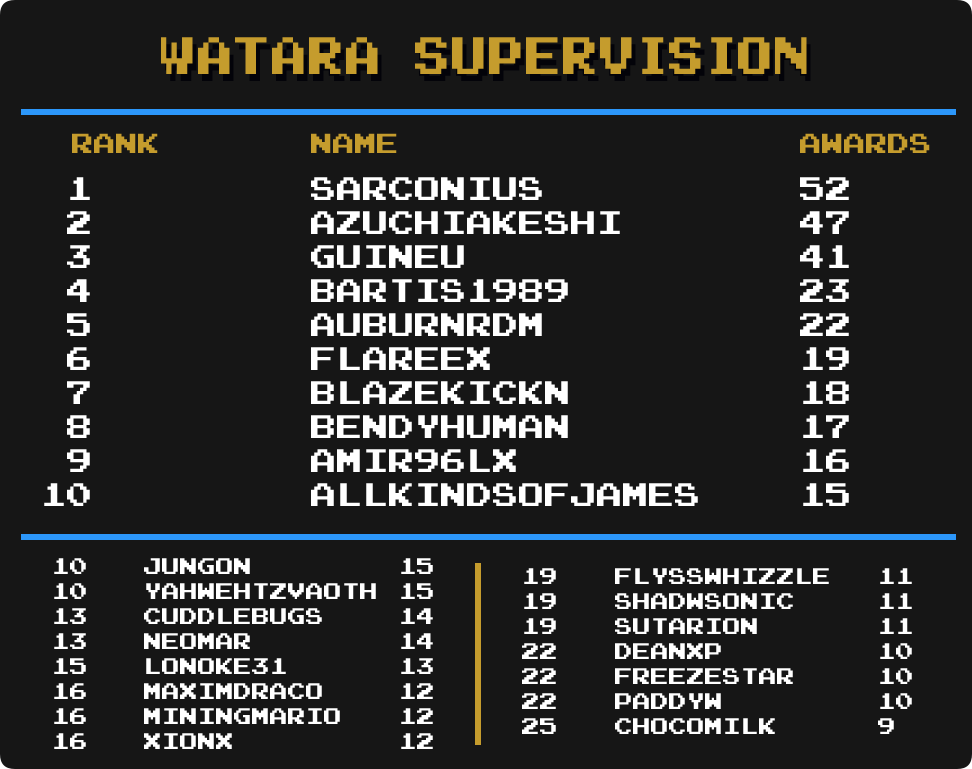 WATARA SUPERVISION
RANK NAME AWARDS
1 SARCONIUS 52
2 AZUCHIAKESHI 47
3 GUINEU 41
4 BARTIS1989 23
5 AUBURNRDM 22
6 FLAREEX 19
7 BLAZEKICKN 18
8 BENDYHUMAN 17
9 AMIR96LX 16
10 ALLKINDSOFJAMES 15
10 JUNGON 15
10 YAHWEHTZVAOTH 15
13 CUDDLEBUGS 14
13 NEOMAR 14
15 LONOKE31 13
16 MAXIMDRACO 12
16 MININGMARIO 12
16 XIONX 12
19 FLYSSWHIZZLE 11
19 SHADWSONIC 11
19 SUTARION 11
22 DEANXP 10
22 FREEZESTAR 10
22 PADDYW 10
25 CHOCOMILK 9